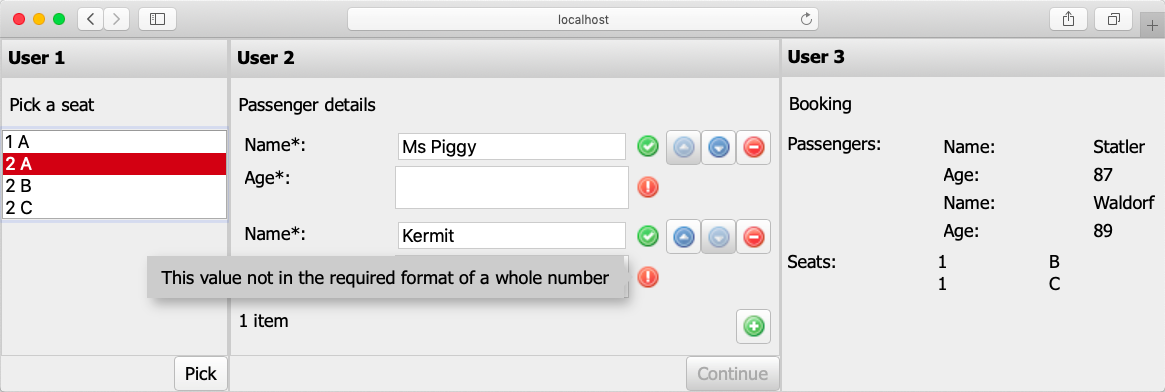 localhost
User 1
Pick a seat
1 A
2 A
2 B
2 C
Pick
User 2
Passenger details
Name*:
Ms Piggy
Age*:
Name*:
Kermit
This value not in the required format of a whole number
1 item
Continue
User 3
Booking
Passengers:
Name: Statler
Age: 87
Name: Waldorf
Age: 89
Seats:
1 B
1 C